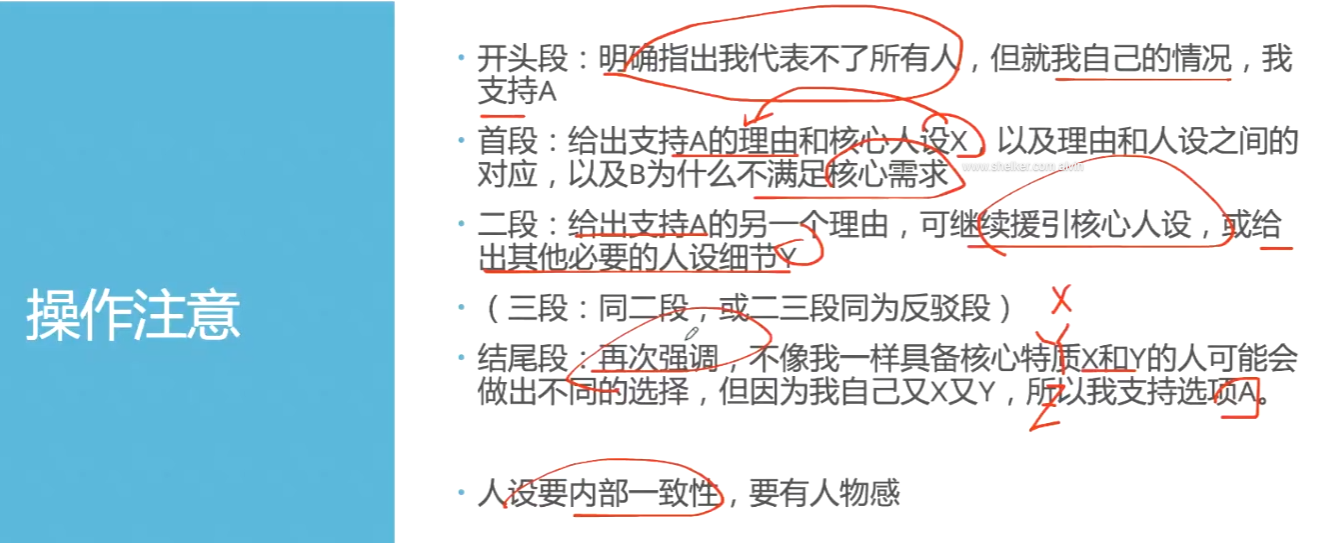 操作注意
• 开头段：明确指出我代表不了所有人，但就我自己的情况，我
支持A
• 首段：给出支持A的理由和核心人设X，以及理由和人设之间的
对应，以及B为什么不满足核心需求
www.shelker.com alvin
• 二段：给出支持A的另一个理由，可继续援引核心人设，或给
出其他必要的人设细节Y
• （三段：同二段，或二三段同为反驳段）
X
Y
Z
• 结尾段：再次强调，不像我一样具备核心特质X和Y的人可能会
做出不同的选择，但因为我自己又X又Y，所以我支持选项A。
• 人设要内部一致性，要有人物感